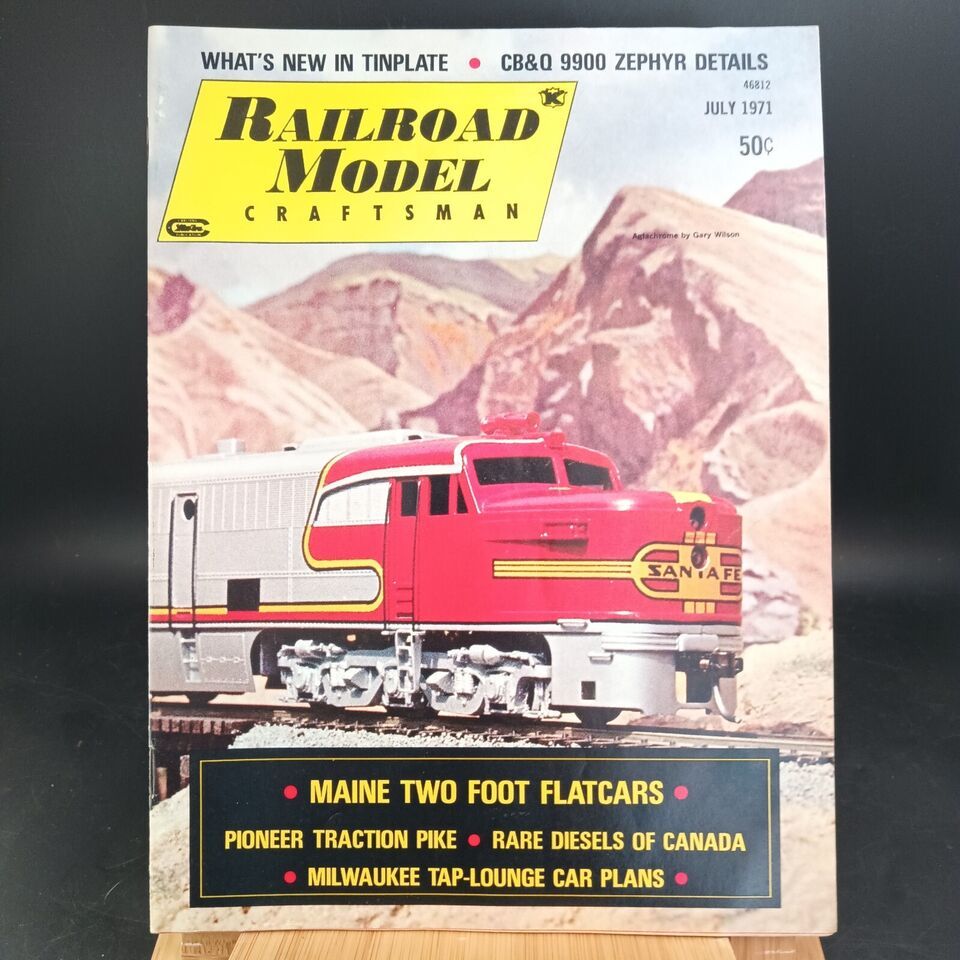 WHAT'S NEW IN TINPLATE • CB&Q 9900 ZEPHYR DETAILS
46812
JULY 1971
50¢
K
RAILROAD
MODEL
CRAFTSMAN
Agfachrome by Gary Wilson
SANTA FE
• MAINE TWO FOOT FLATCARS •
PIONEER TRACTION PIKE • RARE DIESELS OF CANADA
• MILWAUKEE TAP-LOUNGE CAR PLANS •